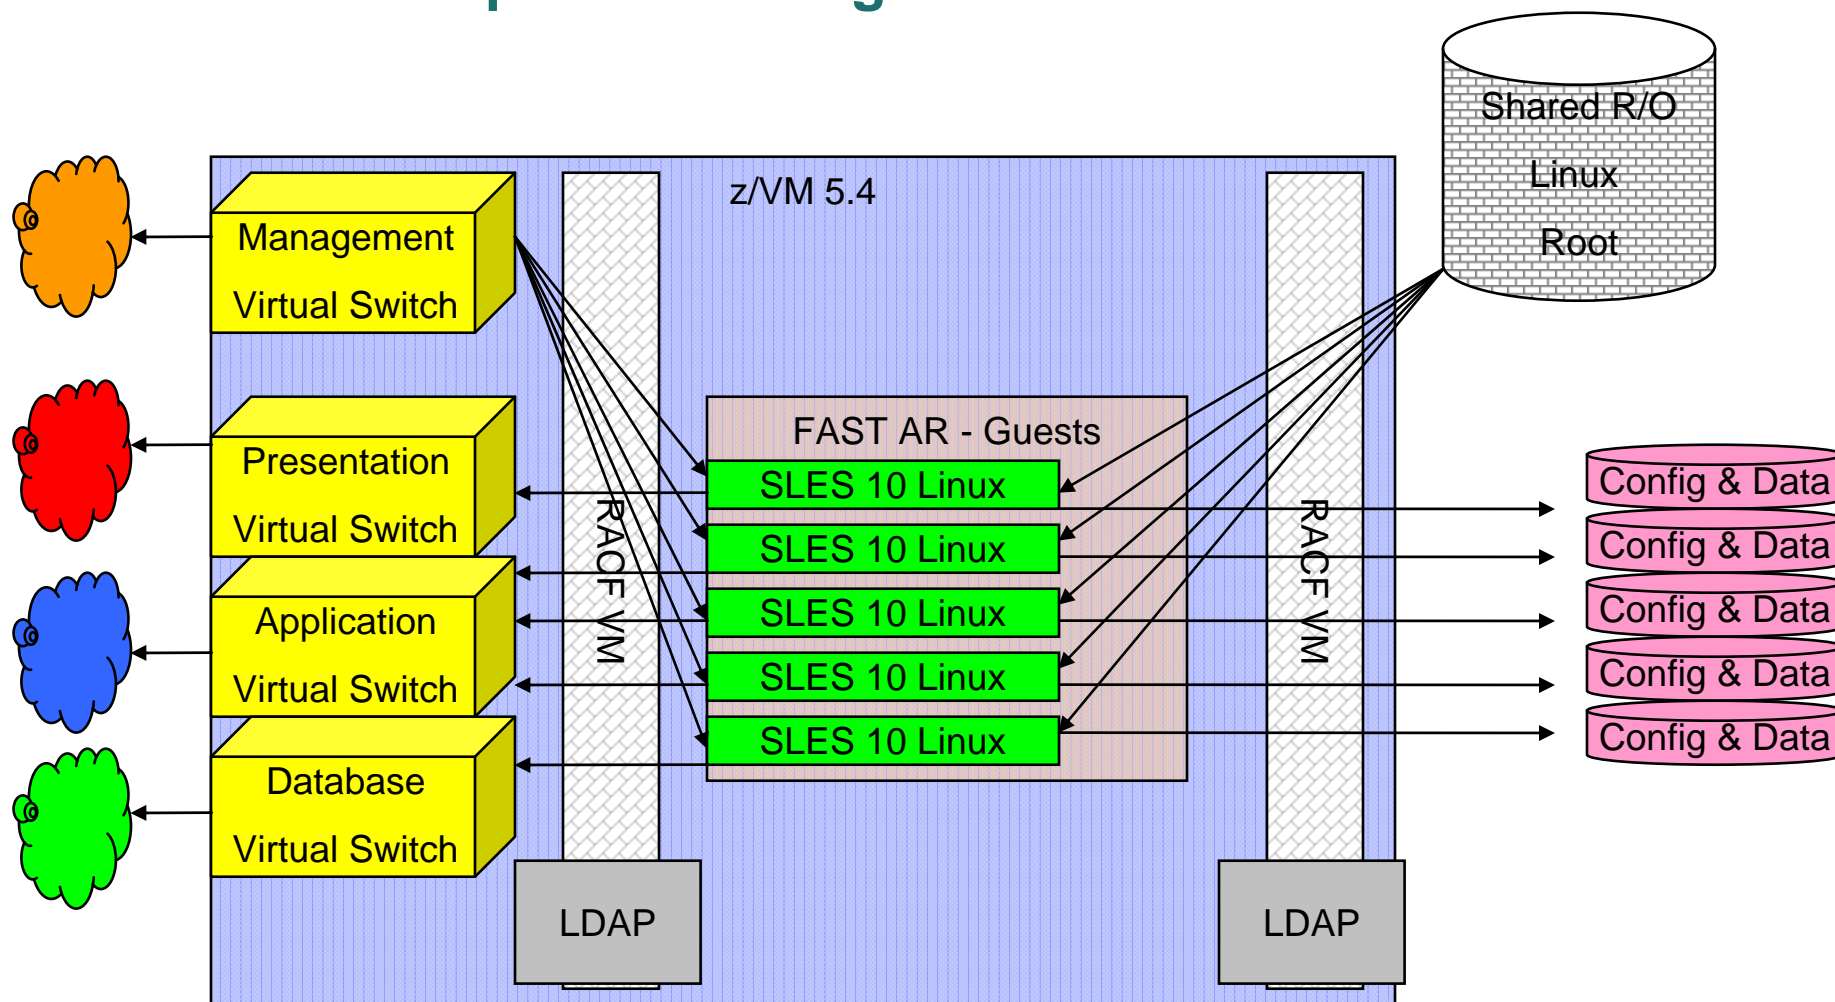 Shared R/O
Linux
Root
z/VM 5.4
Management
Virtual Switch
Presentation
Virtual Switch
Application
Virtual Switch
Database
Virtual Switch
RACF VM
LDAP
FAST AR - Guests
SLES 10 Linux
SLES 10 Linux
SLES 10 Linux
SLES 10 Linux
SLES 10 Linux
RACF VM
LDAP
Config & Data
Config & Data
Config & Data
Config & Data
Config & Data